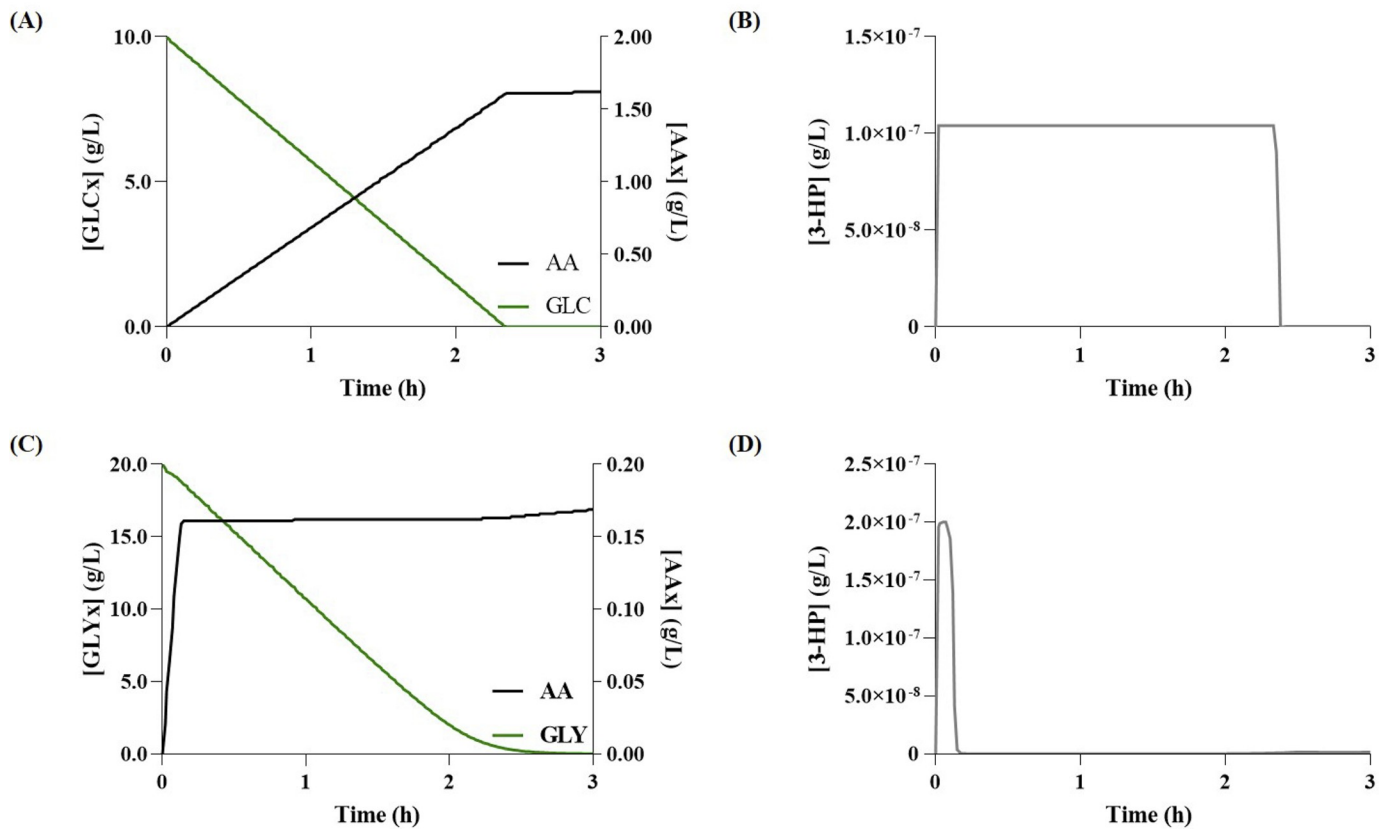 (A)
10.0
5.0
0.0
[GLCx] (g/L)
2.00
1.50
1.00
0.50
0.00
[AAx] (g/L)
AA
GLC
0
1
2
3
Time (h)
(B)
1.5×10-7
1.0×10-7
5.0×10-8
0
[3-HP] (g/L)
0
1
2
3
Time (h)
(C)
20.0
15.0
10.0
5.0
0.0
[GLYx] (g/L)
0.20
0.15
0.10
0.05
0.00
[AAx] (g/L)
AA
GLY
0
1
2
3
Time (h)
(D)
2.5×10-7
2.0×10-7
1.5×10-7
1.0×10-7
5.0×10-8
0
[3-HP] (g/L)
0
1
2
3
Time (h)